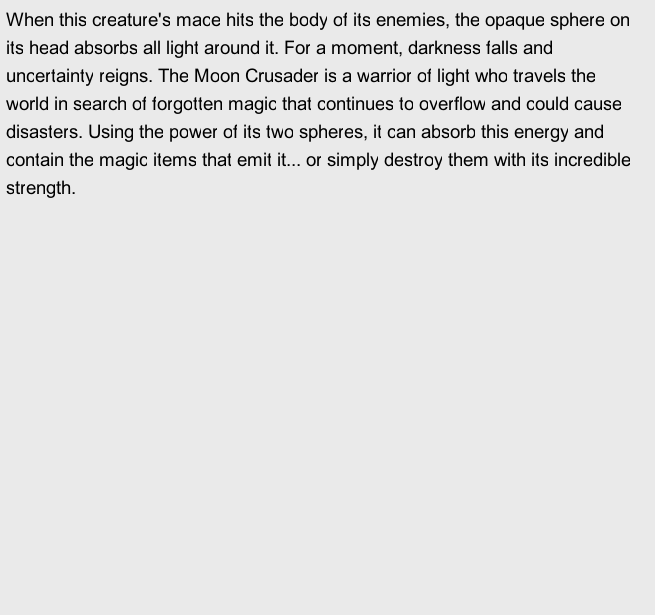 When this creature's mace hits the body of its enemies, the opaque sphere on
its head absorbs all light around it. For a moment, darkness falls and
uncertainty reigns. The Moon Crusader is a warrior of light who travels the
world in search of forgotten magic that continues to overflow and could cause
disasters. Using the power of its two spheres, it can absorb this energy and
contain the magic items that emit it... or simply destroy them with its incredible
strength.